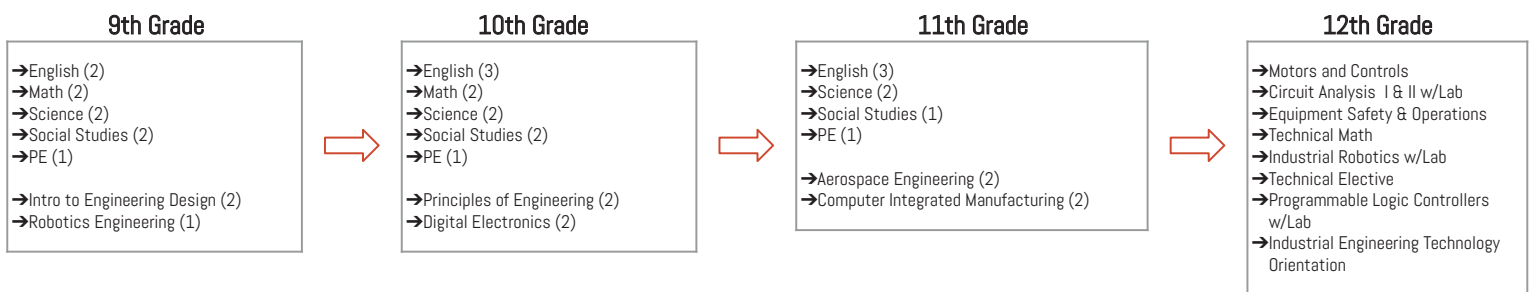 9th Grade
➔English (2)
➔Math (2)
➔Science (2)
➔Social Studies (2)
➔PE (1)
➔Intro to Engineering Design (2)
➔Robotics Engineering (1)
10th Grade
➔English (3)
➔Math (2)
➔Science (2)
➔Social Studies (2)
➔PE (1)
➔Principles of Engineering (2)
➔Digital Electronics (2)
11th Grade
➔English (3)
➔Science (2)
➔Social Studies (1)
➔PE (1)
➔Aerospace Engineering (2)
➔Computer Integrated Manufacturing (2)
12th Grade
➔Motors and Controls
➔Circuit Analysis I & II w/Lab
➔Equipment Safety & Operations
➔Technical Math
➔Industrial Robotics w/Lab
➔Technical Elective
➔Programmable Logic Controllers
w/Lab
➔Industrial Engineering Technology
Orientation